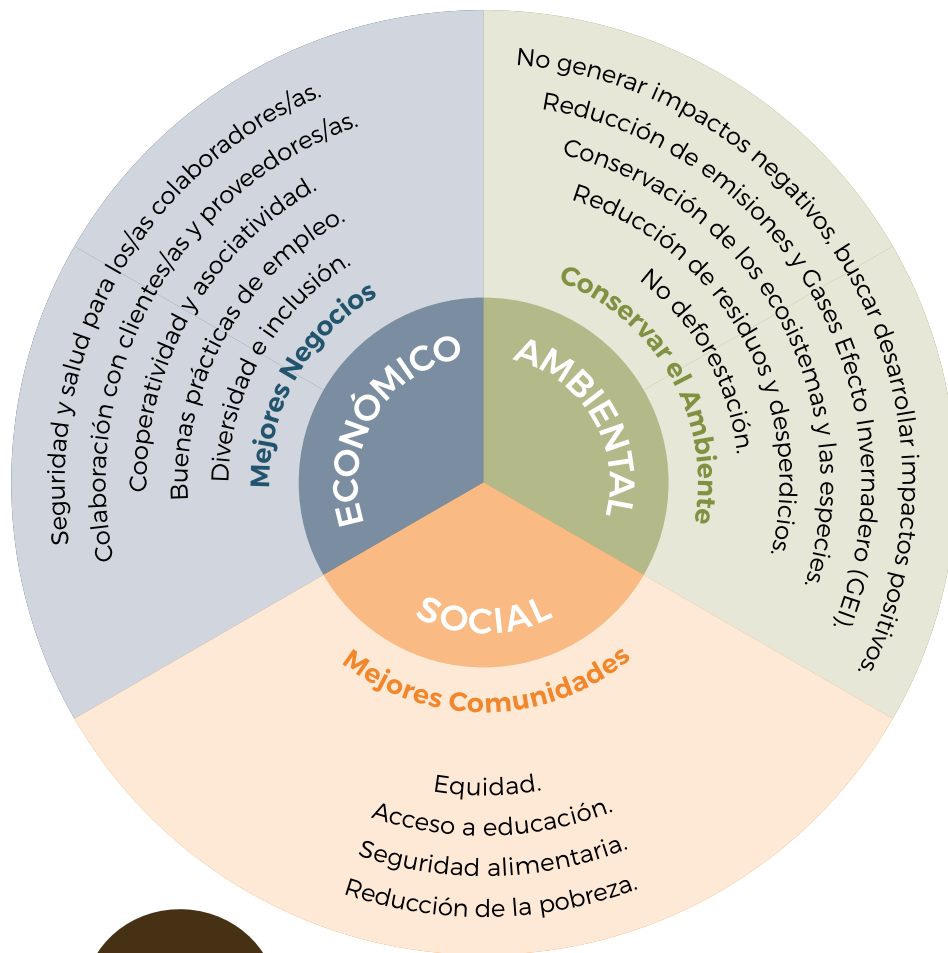 ECONÓMICO
Mejores Negocios
Seguridad y salud para los/as colaboradores/as.
Colaboración con clientes/as y proveedores/as.
Cooperatividad y asociatividad.
Buenas prácticas de empleo.
Diversidad e inclusión.
AMBIENTAL
Conservar el Ambiente
No generar impactos negativos, buscar desarrollar impactos positivos.
Reducción de emisiones y Gases Efecto Invernadero (GEI).
Conservación de los ecosistemas y las especies.
Reducción de residuos y desperdicios.
No deforestación.
SOCIAL
Mejores Comunidades
Equidad.
Acceso a educación.
Seguridad alimentaria.
Reducción de la pobreza.